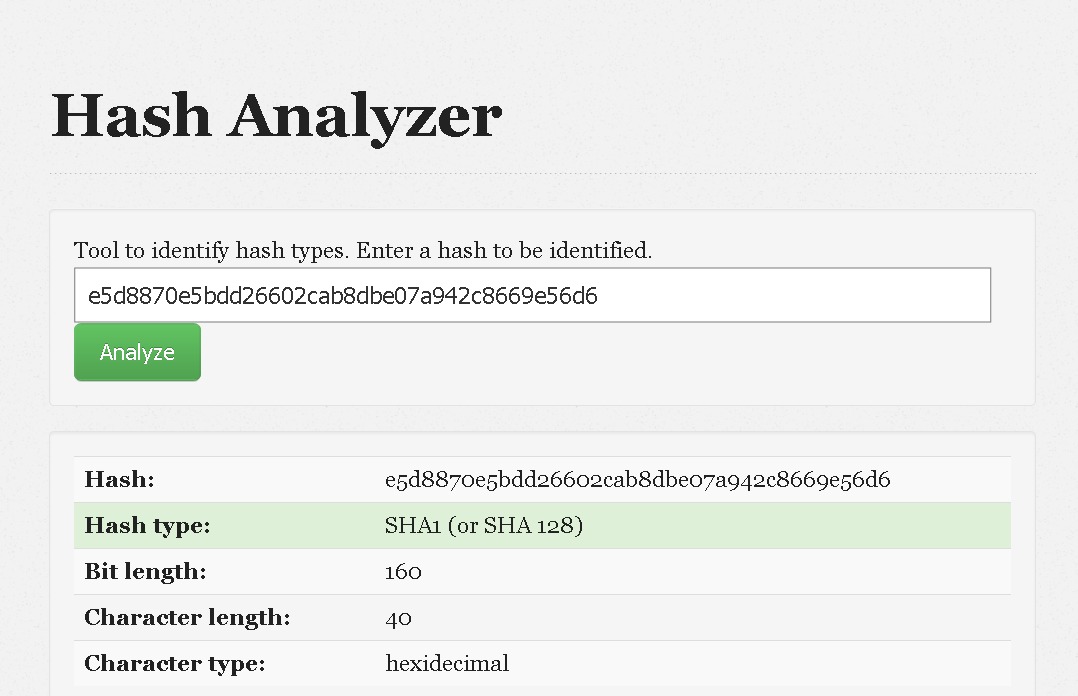 Hash Analyzer
Tool to identify hash types. Enter a hash to be identified.
e5d8870e5bdd26602cab8dbe07a942c8669e56d6
Analyze
Hash: e5d8870e5bdd26602cab8dbe07a942c8669e56d6
Hash type: SHA1 (or SHA 128)
Bit length: 160
Character length: 40
Character type: hexidecimal